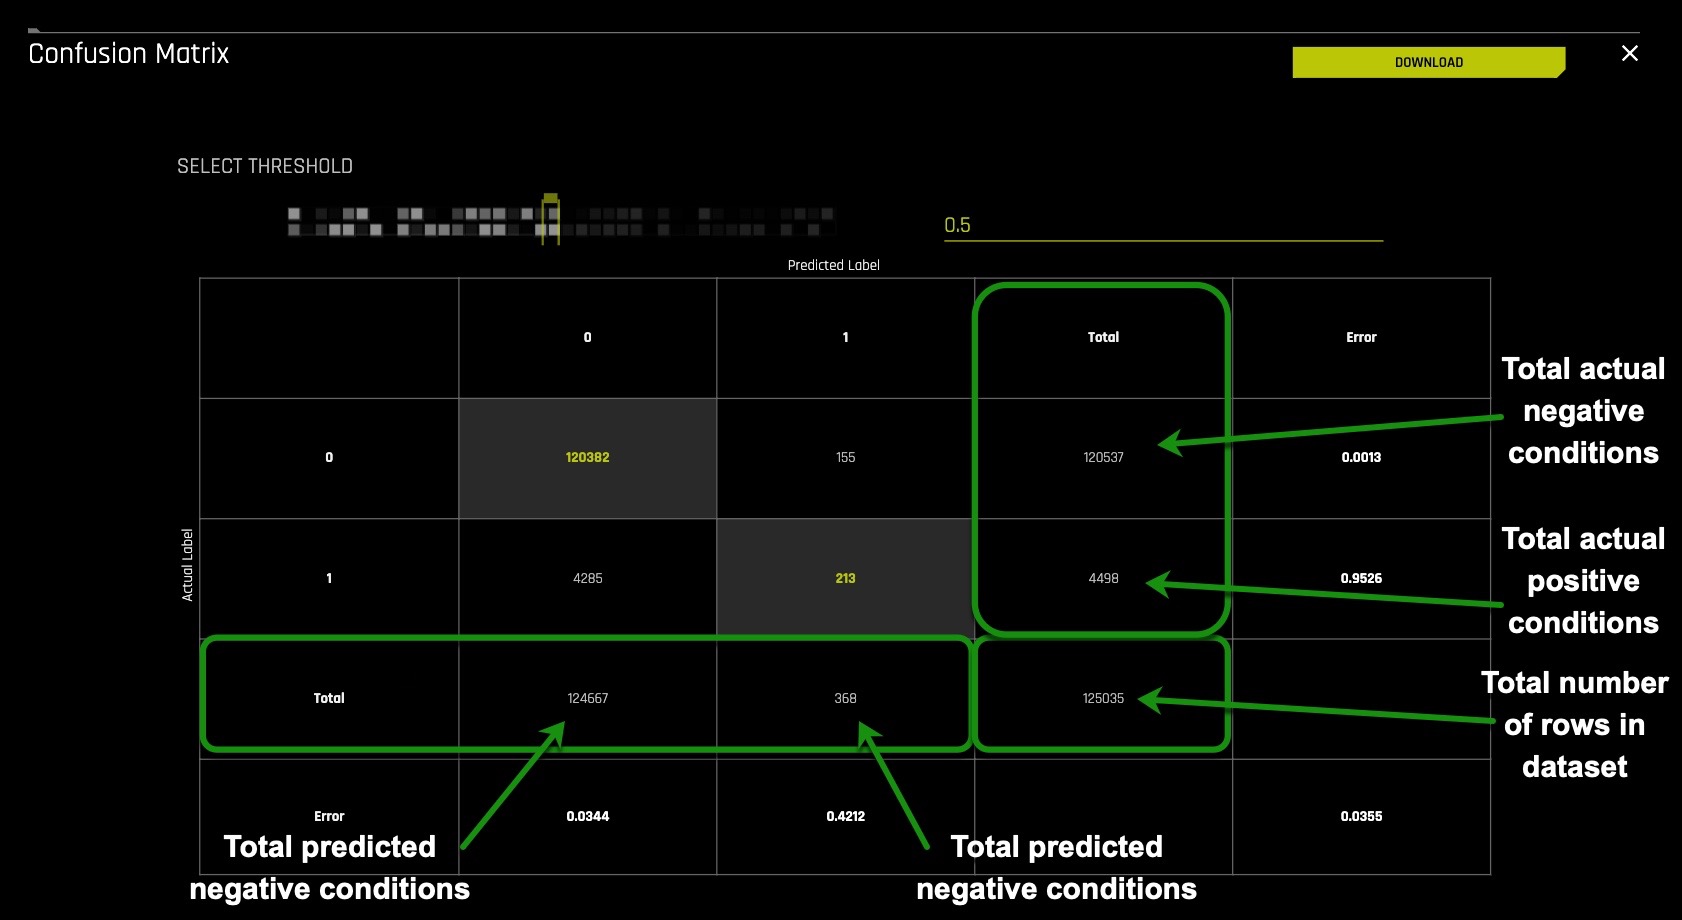 Confusion Matrix
DOWNLOAD
SELECT THRESHOLD
0.5
Predicted Label
0 1 Total Error
Total actual
negative
conditions
0 120382 155 120537 0.0013
Actual Label
Total actual
positive
conditions
1 4285 213 4498 0.9526
Total number
of rows in
dataset
Total 124667 368 125035
Error 0.0344 0.4212 0.0355
Total predicted
negative conditions
Total predicted
negative conditions